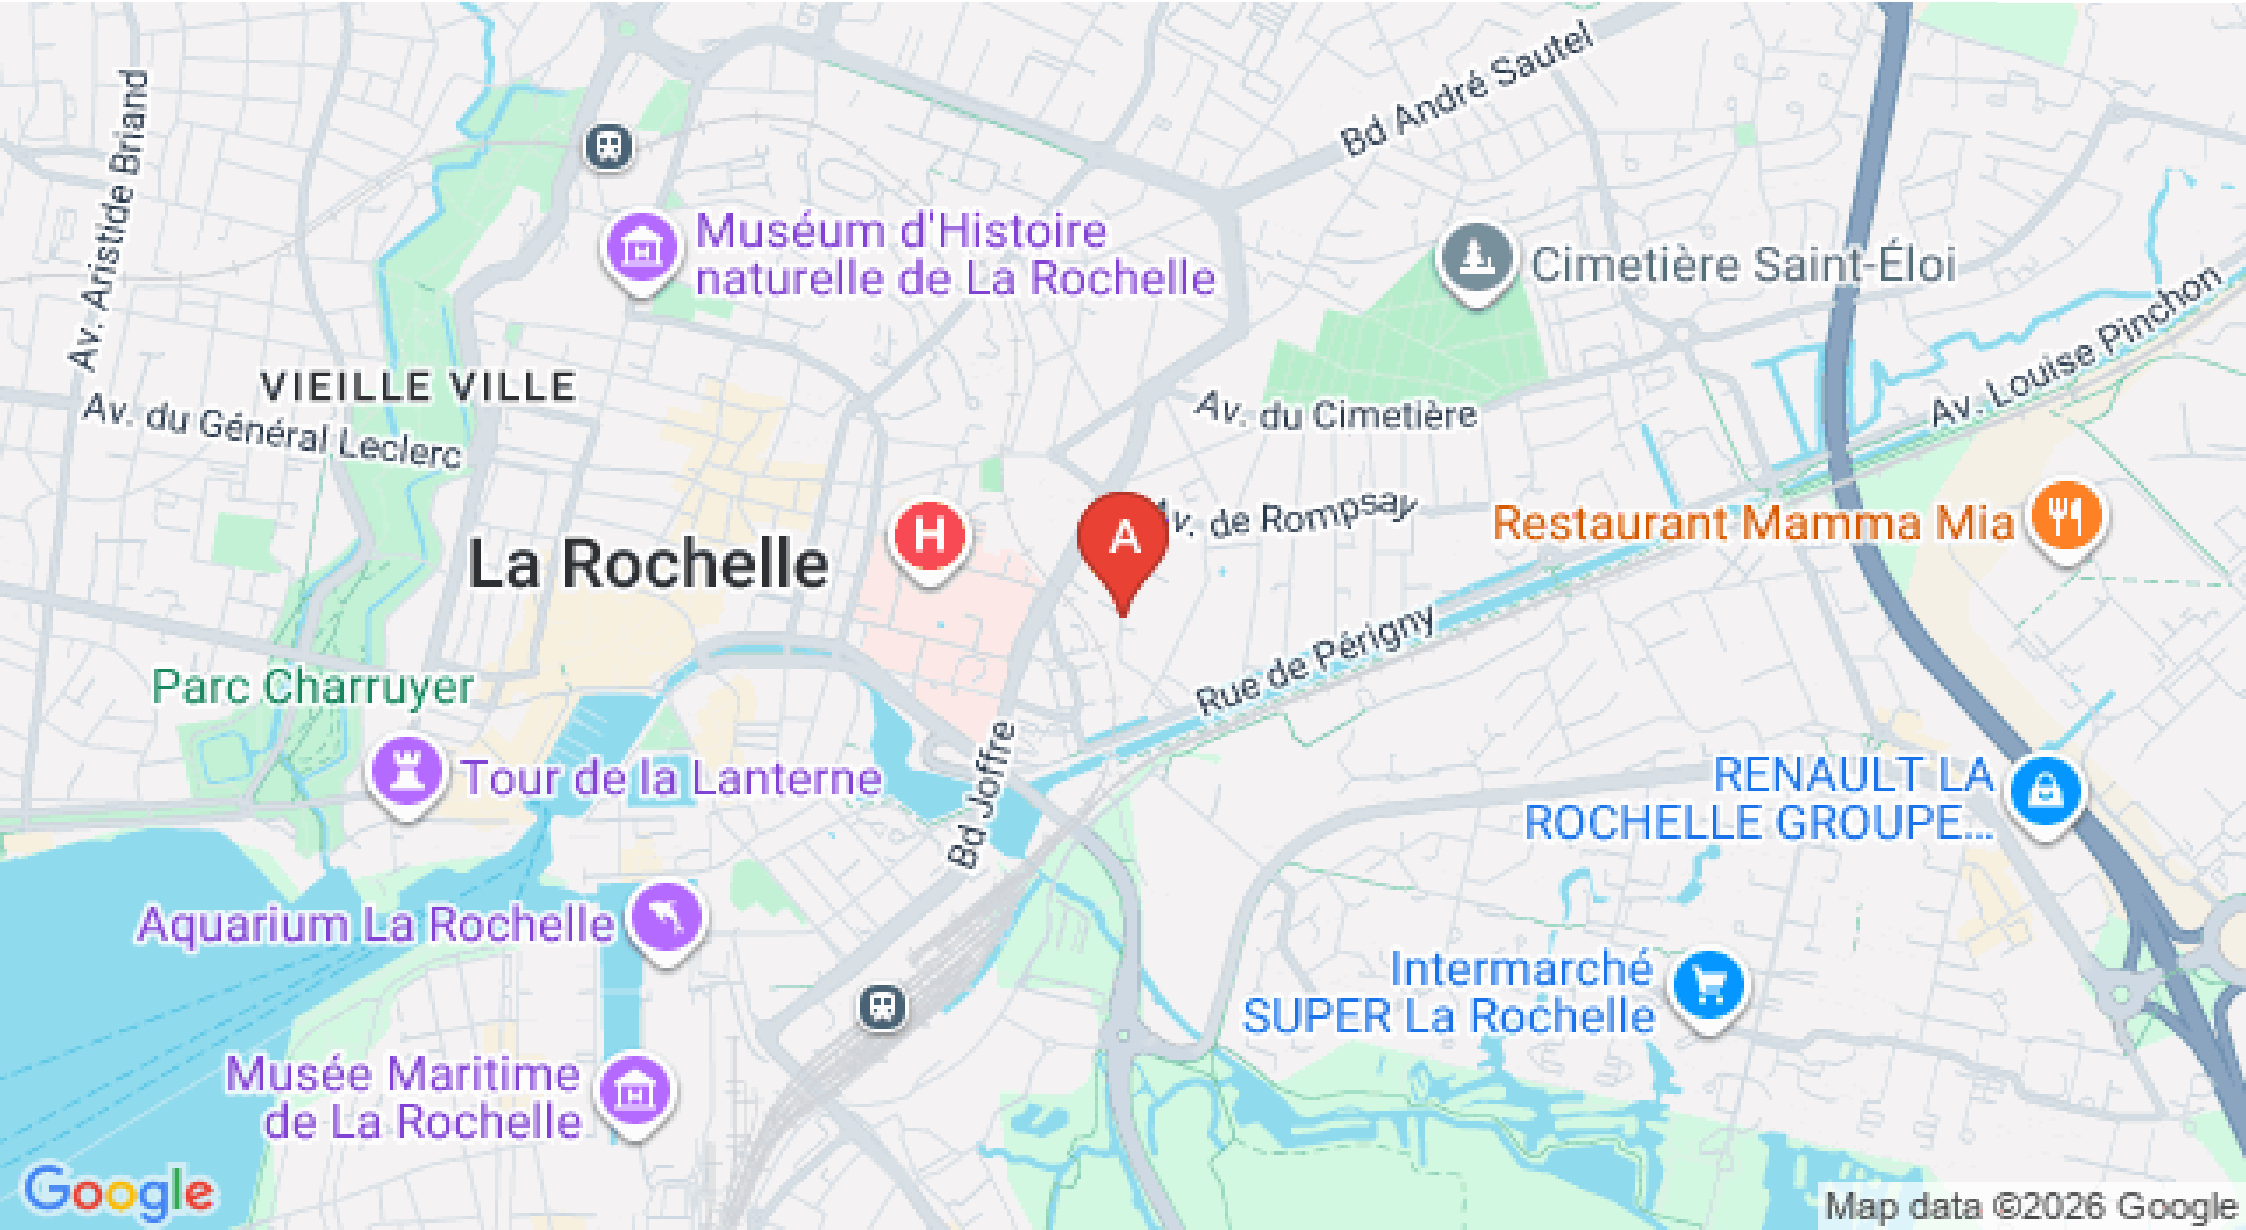 Bd André Sautel
Av. Aristide Briand
Muséum d'Histoire
naturelle de La Rochelle
Cimetière Saint-Éloi
Av. Louise Pinchon
VIEILLE VILLE
Av. du Général Leclerc
Av. du Cimetière
H
A
Av. de Rompsay
Restaurant Mamma Mia
La Rochelle
Rue de Périgny
Parc Charruyer
Tour de la Lanterne
Bd Joffre
RENAULT LA
ROCHELLE GROUPE...
Aquarium La Rochelle
Intermarché
SUPER La Rochelle
Musée Maritime
de La Rochelle
Google
Map data ©2026 Google